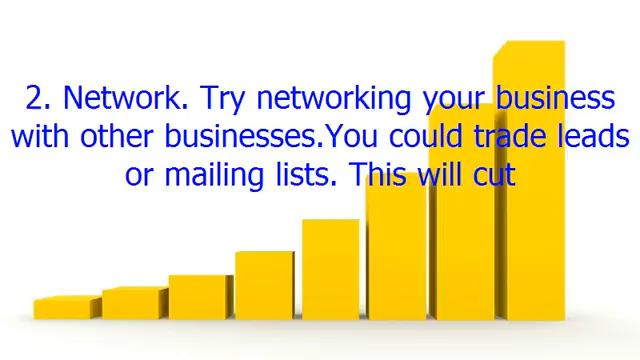 2. Network. Try networking your business
with other businesses.You could trade leads
or mailing lists. This will cut